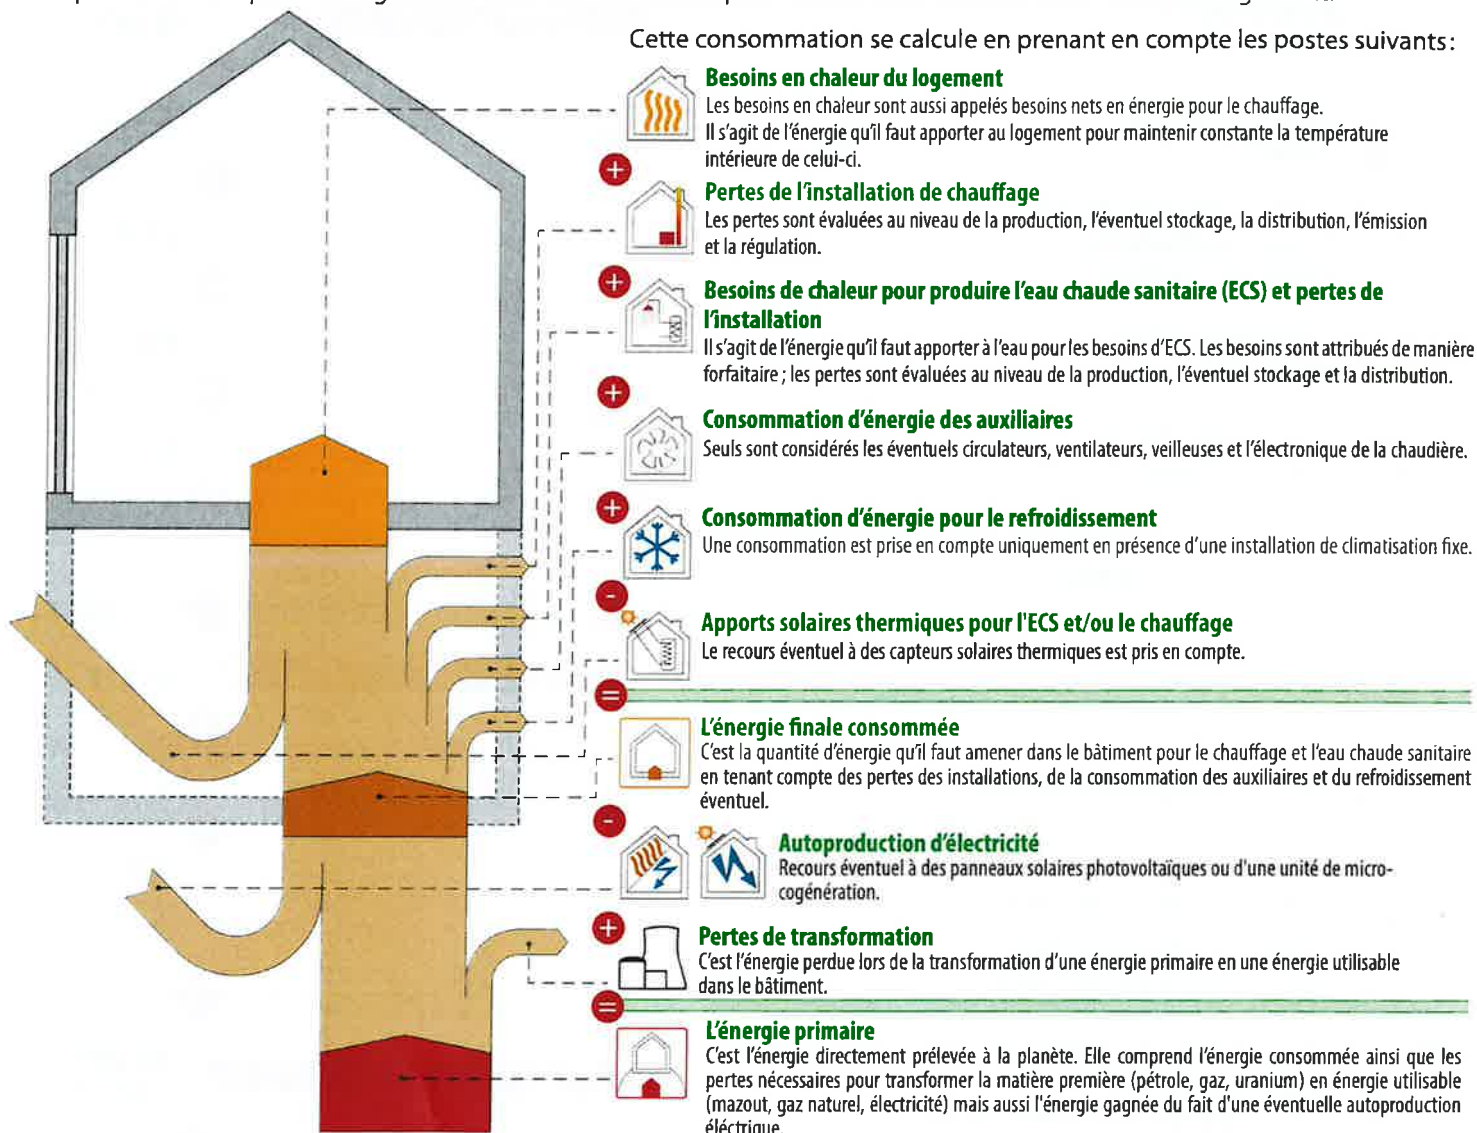 Cette consommation se calcule en prenant en compte les postes suivants:
Besoins en chaleur du logement
Les besoins en chaleur sont aussi appelés besoins nets en énergie pour le chauffage.
Il s'agit de l'énergie qu'il faut apporter au logement pour maintenir constante la température
intérieure de celui-ci.
+
Pertes de l'installation de chauffage
Les pertes sont évaluées au niveau de la production, l'éventuel stockage, la distribution, l'émission
et la régulation.
+
Besoins de chaleur pour produire l'eau chaude sanitaire (ECS) et pertes de
l'installation
Il s'agit de l'énergie qu'il faut apporter à l'eau pour les besoins d'ECS. Les besoins sont attribués de manière
forfaitaire ; les pertes sont évaluées au niveau de la production, l'éventuel stockage et la distribution.
+
Consommation d'énergie des auxiliaires
Seuls sont considérés les éventuels circulateurs, ventilateurs, veilleuses et l'électronique de la chaudière.
+
Consommation d'énergie pour le refroidissement
Une consommation est prise en compte uniquement en présence d'une installation de climatisation fixe.
-
Apports solaires thermiques pour l'ECS et/ou le chauffage
Le recours éventuel à des capteurs solaires thermiques est pris en compte.
=
L'énergie finale consommée
C'est la quantité d'énergie qu'il faut amener dans le bâtiment pour le chauffage et l'eau chaude sanitaire
en tenant compte des pertes des installations, de la consommation des auxiliaires et du refroidissement
éventuel.
-
Autoproduction d'électricité
Recours éventuel à des panneaux solaires photovoltaïques ou d'une unité de micro-
cogénération.
+
Pertes de transformation
C'est l'énergie perdue lors de la transformation d'une énergie primaire en une énergie utilisable
dans le bâtiment.
=
L'énergie primaire
C'est l'énergie directement prélevée à la planète. Elle comprend l'énergie consommée ainsi que les
pertes nécessaires pour transformer la matière première (pétrole, gaz, uranium) en énergie utilisable
(mazout, gaz naturel, électricité) mais aussi l'énergie gagnée du fait d'une éventuelle autoproduction
éléctrique